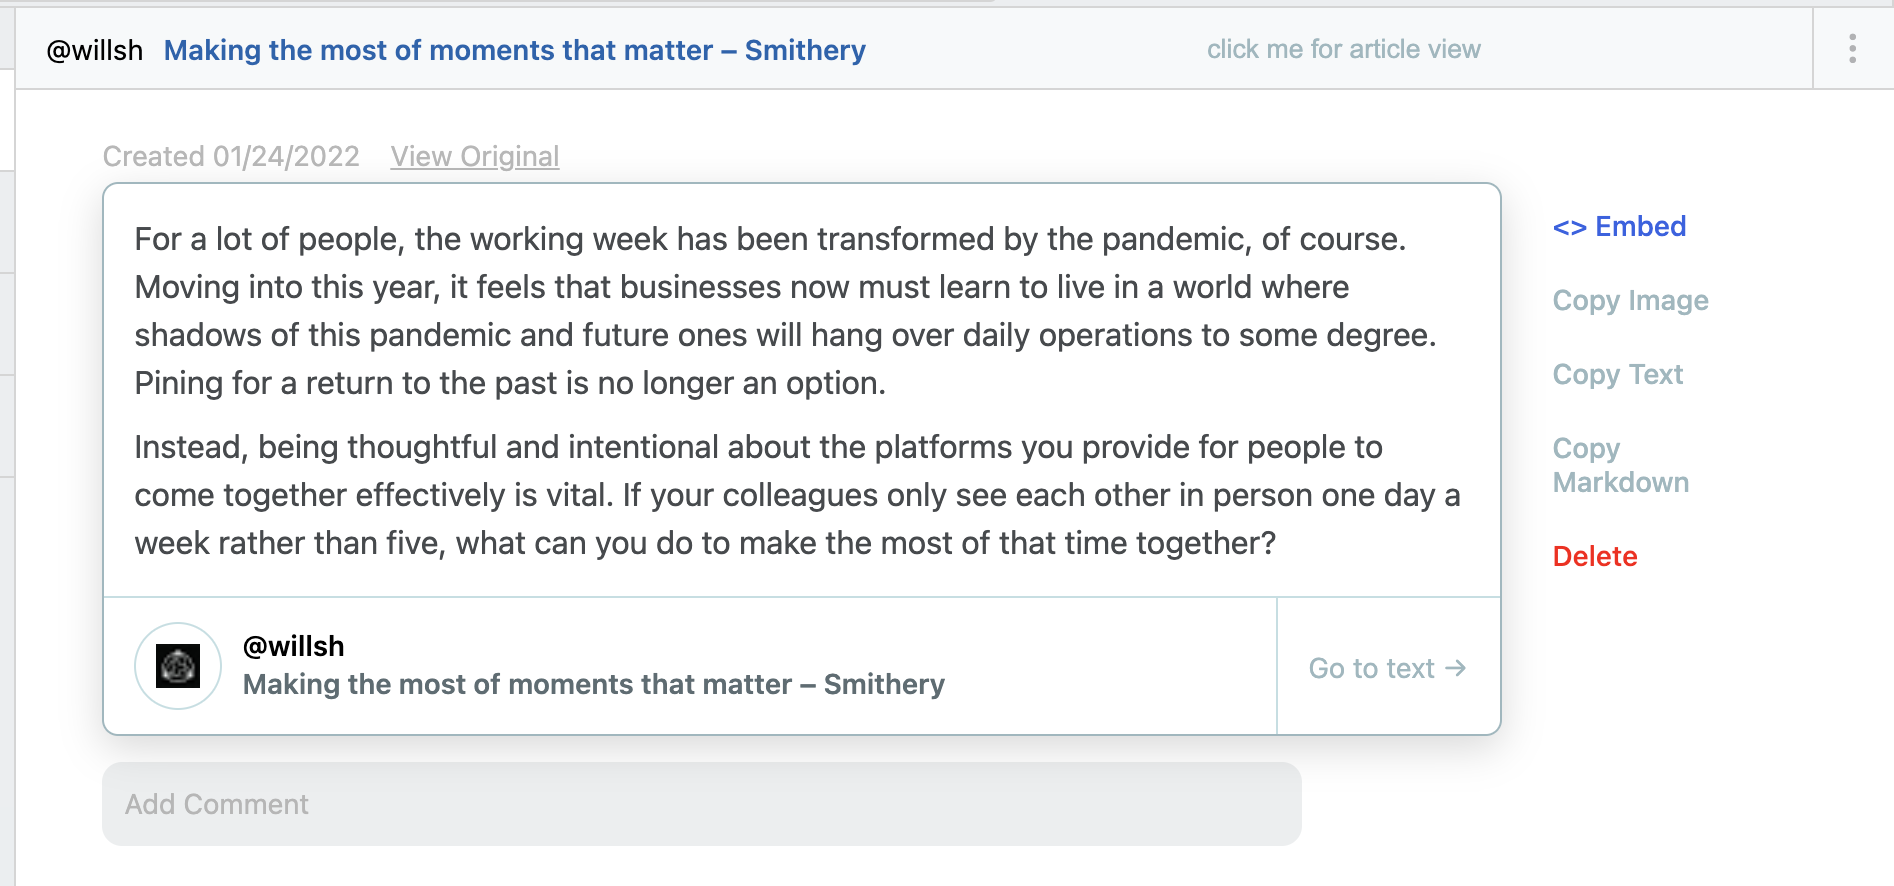 @willsh Making the most of moments that matter – Smithery click me for article view
Created 01/24/2022 View Original
For a lot of people, the working week has been transformed by the pandemic, of course.
Moving into this year, it feels that businesses now must learn to live in a world where
shadows of this pandemic and future ones will hang over daily operations to some degree.
Pining for a return to the past is no longer an option.
Instead, being thoughtful and intentional about the platforms you provide for people to
come together effectively is vital. If your colleagues only see each other in person one day a
week rather than five, what can you do to make the most of that time together?
@willsh
Making the most of moments that matter – Smithery
Go to text →
<> Embed
Copy Image
Copy Text
Copy
Markdown
Delete
Add Comment